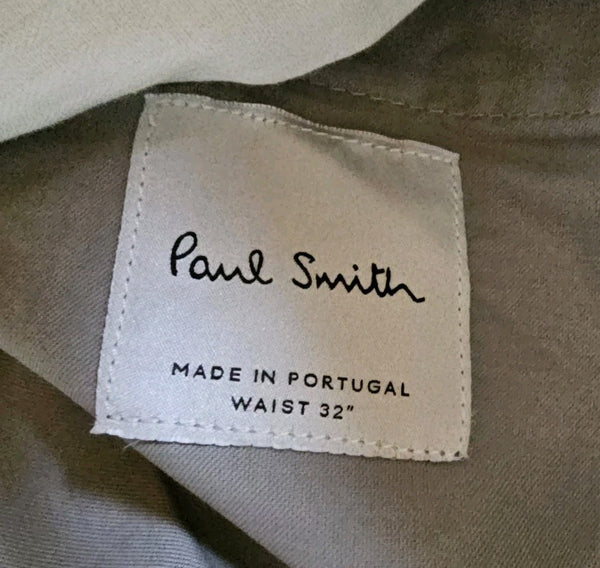 Paul Smith
MADE IN PORTUGAL
WAIST 32"